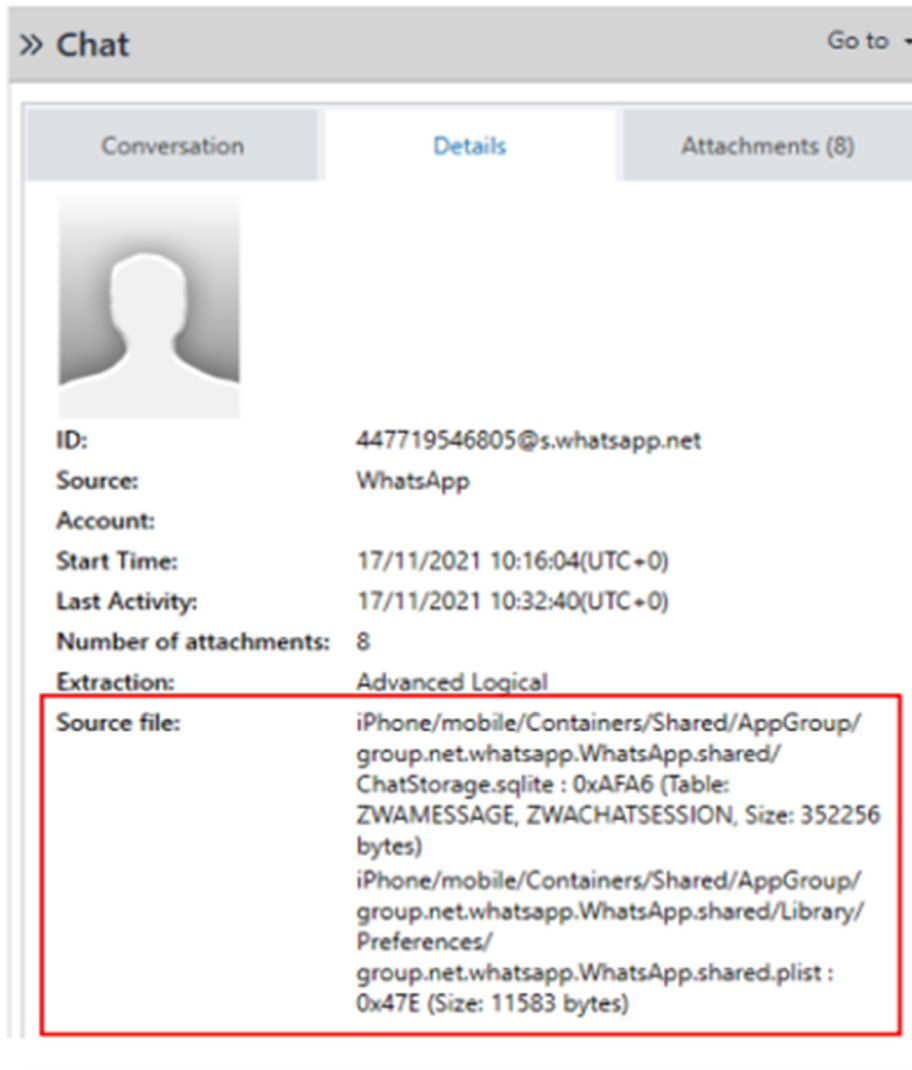 » Chat
Go to
Conversation
Details
Attachments (8)
ID: 447719546805@s.whatsapp.net
Source: WhatsApp
Account:
Start Time: 17/11/2021 10:16:04(UTC+0)
Last Activity: 17/11/2021 10:32:40(UTC+0)
Number of attachments: 8
Extraction: Advanced Logical
Source file: iPhone/mobile/Containers/Shared/AppGroup/
group.net.whatsapp.WhatsApp.shared/
ChatStorage.sqlite : 0xAFA6 (Table:
ZWAMESSAGE, ZWACHATSESSION, Size: 352256
bytes)
iPhone/mobile/Containers/Shared/AppGroup/
group.net.whatsapp.WhatsApp.shared/Library/
Preferences/
group.net.whatsapp.WhatsApp.shared.plist :
0x47E (Size: 11583 bytes)